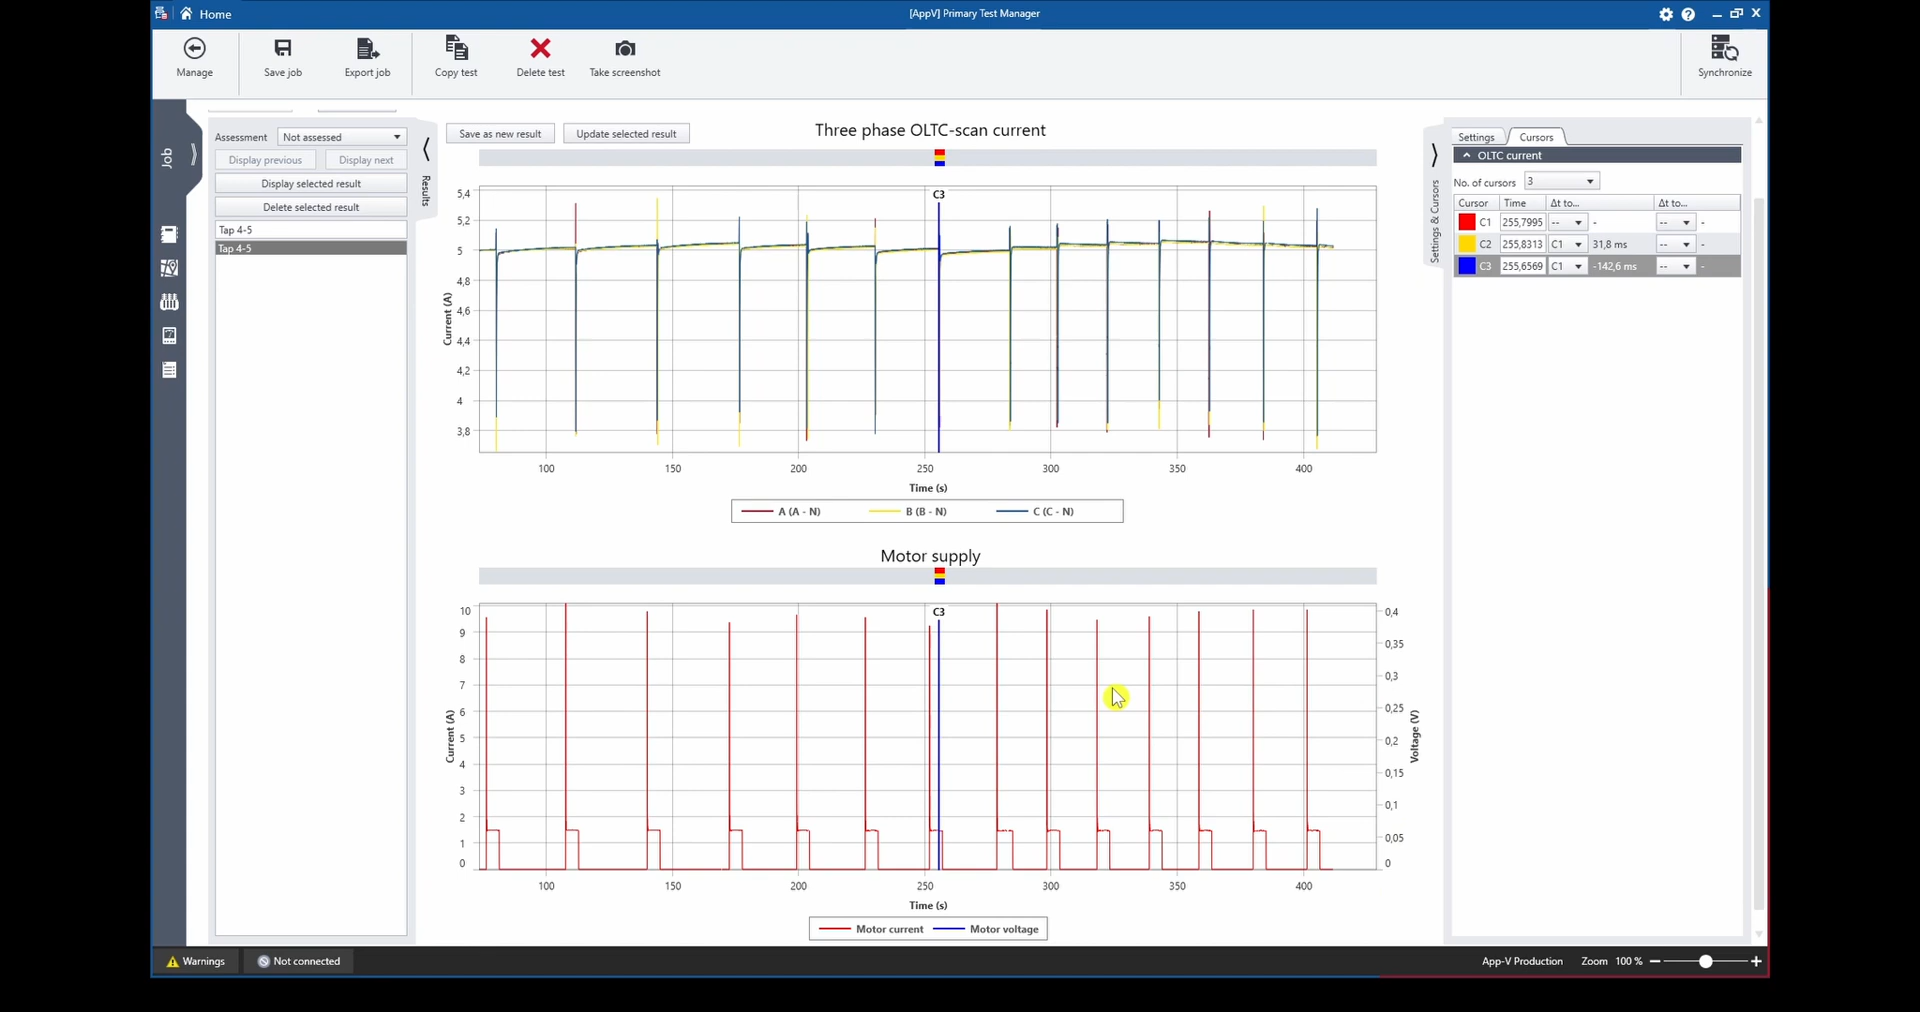 Home
[AppV] Primary Test Manager
Manage
Save job
Export job
Copy test
Delete test
Take screenshot
Synchronize
Job
Assessment
Not assessed
Display previous
Display next
Display selected result
Delete selected result
Tap 4-5
Tap 4-5
Results
Save as new result
Update selected result
Three phase OLTC-scan current
C3
5,4
5,2
5
4,8
4,6
4,4
4,2
4
3,8
Current (A)
100 150 200 250 300 350 400
Time (s)
A (A - N) B (B - N) C (C - N)
Motor supply
C3
10
9
8
7
6
5
4
3
2
1
0
Current (A)
0,4
0,35
0,3
0,25
0,2
0,15
0,1
0,05
0
Voltage (V)
100 150 200 250 300 350 400
Time (s)
Motor current Motor voltage
Settings & Cursors
Settings Cursors
OLTC current
No. of cursors 3
Cursor Time Δt to... Δt to...
C1 255,7995 -- - -- -
C2 255,8313 C1 31,8 ms -- -
C3 255,6569 C1 -142,6 ms -- -
Warnings
Not connected
App-V Production
Zoom 100 %